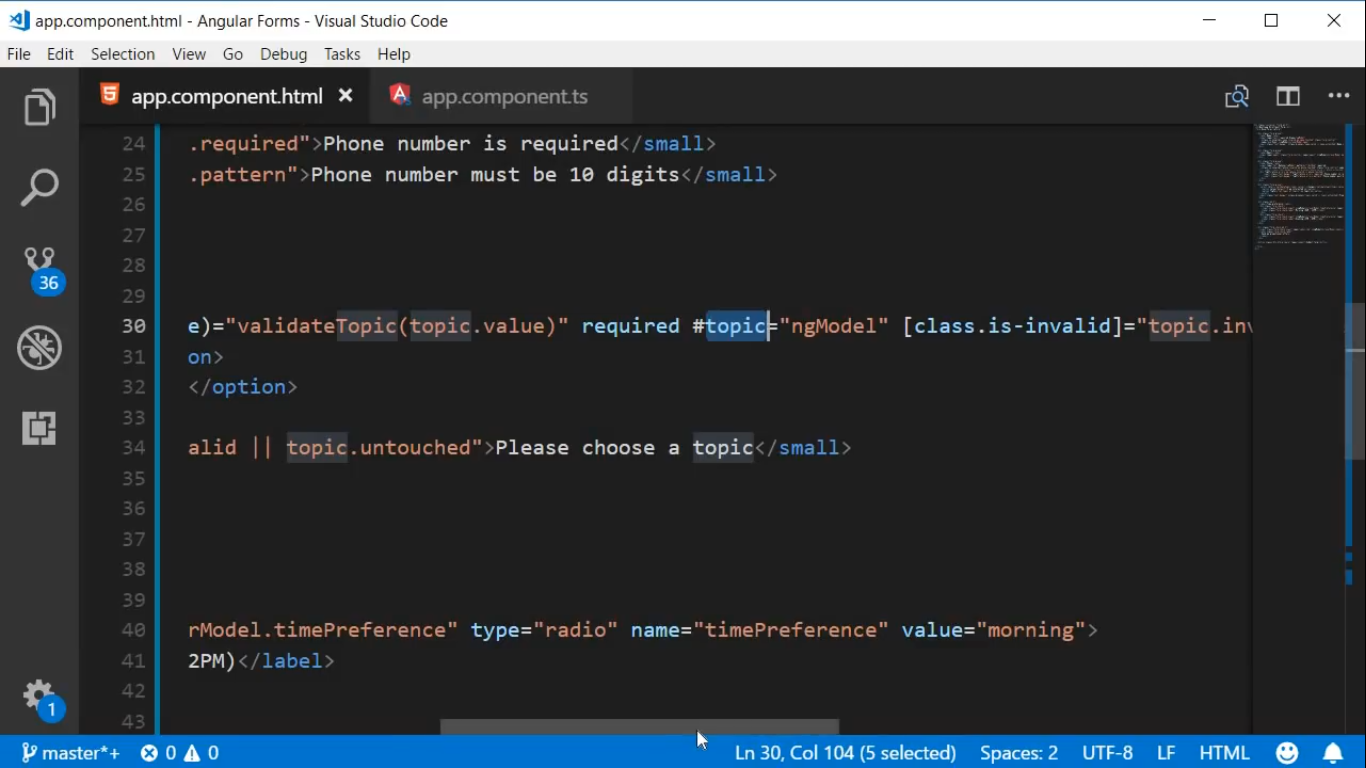 app.component.html - Angular Forms - Visual Studio Code
File Edit Selection View Go Debug Tasks Help
app.component.html app.component.ts
24 .required">Phone number is required</small>
25 .pattern">Phone number must be 10 digits</small>
26
27
28
29
30 e)="validateTopic(topic.value)" required #topic="ngModel" [class.is-invalid]="topic.inv
31 on>
32 </option>
33
34 alid || topic.untouched">Please choose a topic</small>
35
36
37
38
39
40 rModel.timePreference" type="radio" name="timePreference" value="morning">
41 2PM)</label>
42
43
36
1
master*+ 0 0 Ln 30, Col 104 (5 selected) Spaces: 2 UTF-8 LF HTML